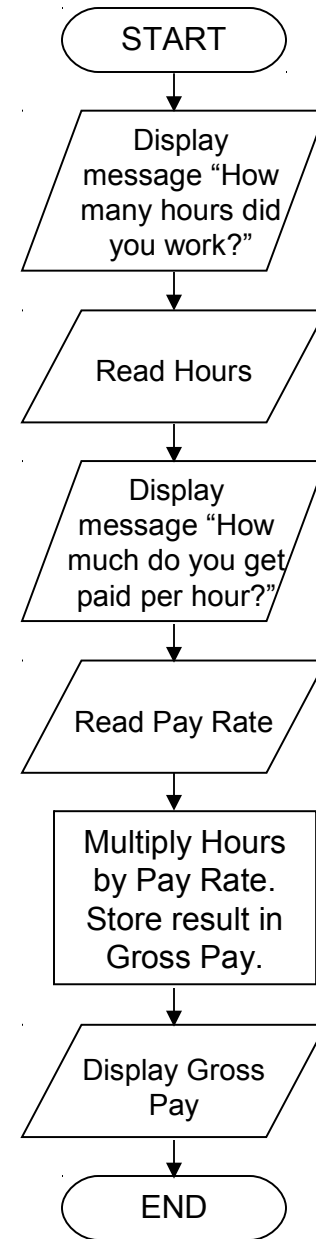 START
Display
message “How
many hours did
you work?”
Read Hours
Display
message “How
much do you get
paid per hour?”
Read Pay Rate
Multiply Hours
by Pay Rate.
Store result in
Gross Pay.
Display Gross
Pay
END